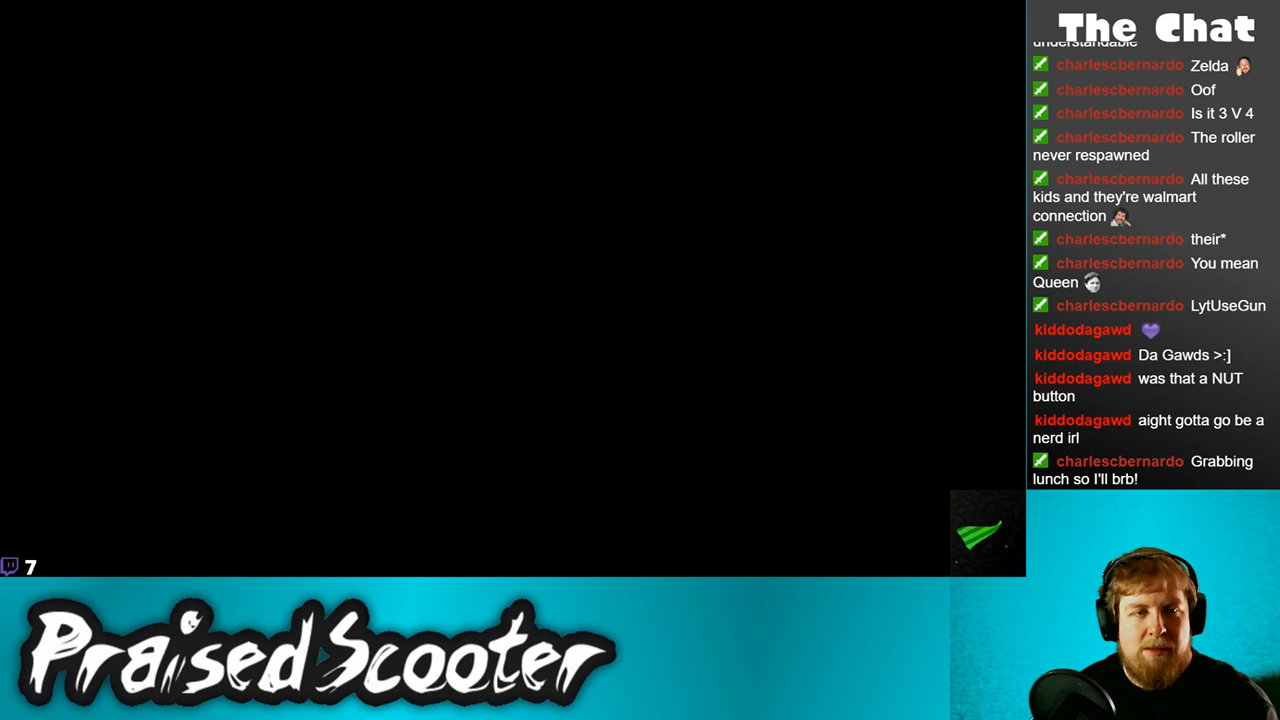 The Chat
understandable
charlescbernardo Zelda
charlescbernardo Oof
charlescbernardo Is it 3 V 4
charlescbernardo The roller
never respawned
charlescbernardo All these
kids and they're walmart
connection
charlescbernardo their*
charlescbernardo You mean
Queen
charlescbernardo LytUseGun
kiddodagawd
kiddodagawd Da Gawds >:]
kiddodagawd was that a NUT
button
kiddodagawd aight gotta go be a
nerd irl
charlescbernardo Grabbing
lunch so I'll brb!
7
PraisedScooter